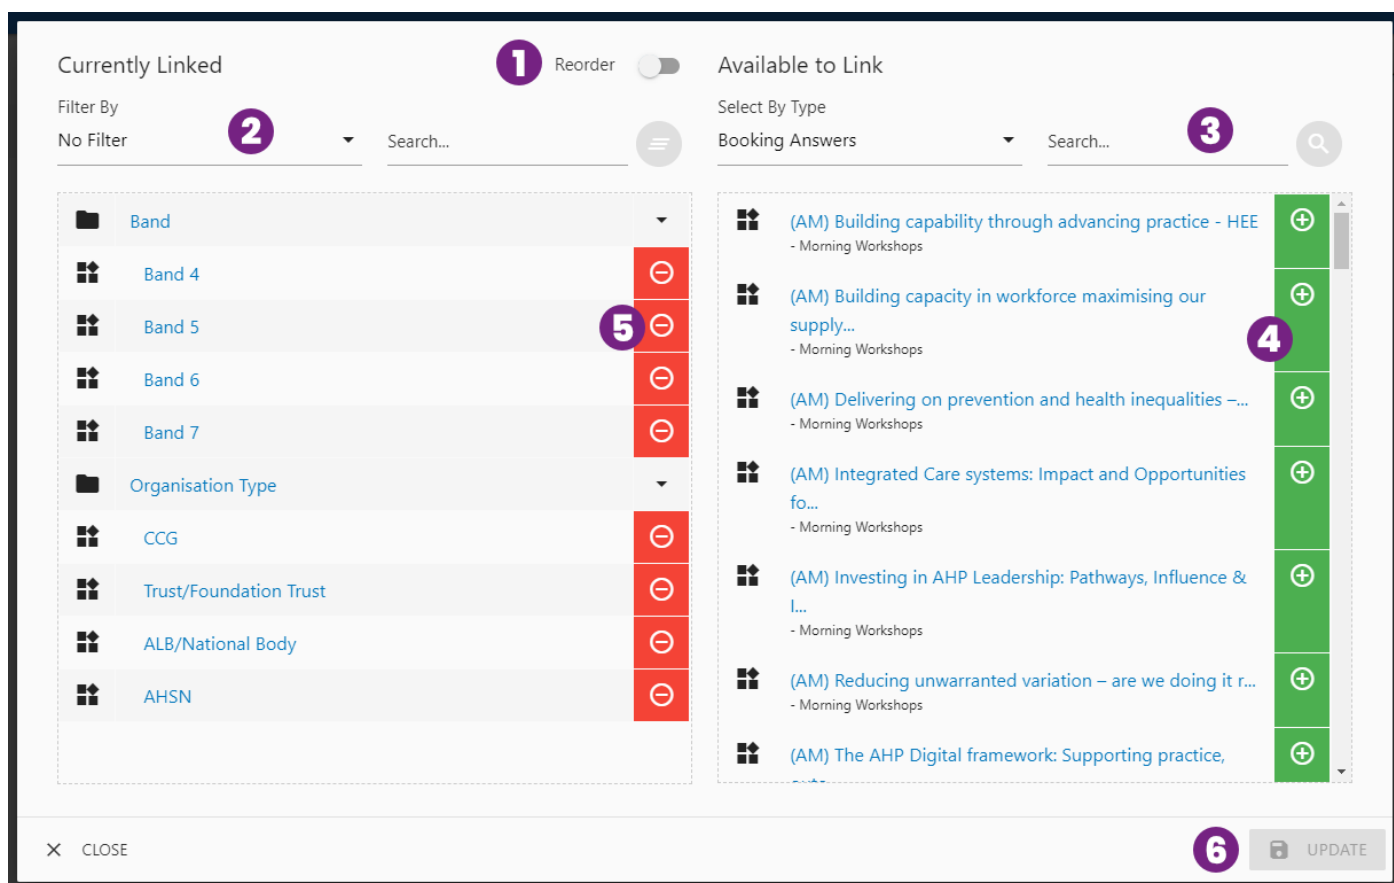 Currently Linked
1
Reorder
Filter By
No Filter
2
Search...
Band
Band 4
Band 5
5
Band 6
Band 7
Organisation Type
CCG
Trust/Foundation Trust
ALB/National Body
AHSN
Available to Link
Select By Type
Booking Answers
Search...
3
(AM) Building capability through advancing practice - HEE
- Morning Workshops
(AM) Building capacity in workforce maximising our
supply...
- Morning Workshops
4
(AM) Delivering on prevention and health inequalities –...
- Morning Workshops
(AM) Integrated Care systems: Impact and Opportunities
fo...
- Morning Workshops
(AM) Investing in AHP Leadership: Pathways, Influence &
I...
- Morning Workshops
(AM) Reducing unwarranted variation – are we doing it r...
- Morning Workshops
(AM) The AHP Digital framework: Supporting practice,
CLOSE
6
UPDATE